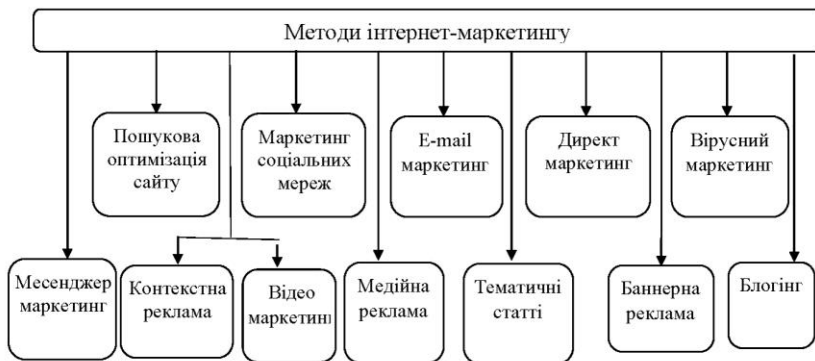 Методи інтернет-маркетингу
Пошукова
оптимізація
сайту
Маркетинг
соціальних
мереж
E-mail
маркетинг
Директ
маркетинг
Вірусний
маркетинг
Месенджер
маркетинг
Контекстна
реклама
Відео
маркетинг
Медійна
реклама
Тематичні
статті
Баннерна
реклама
Блогінг